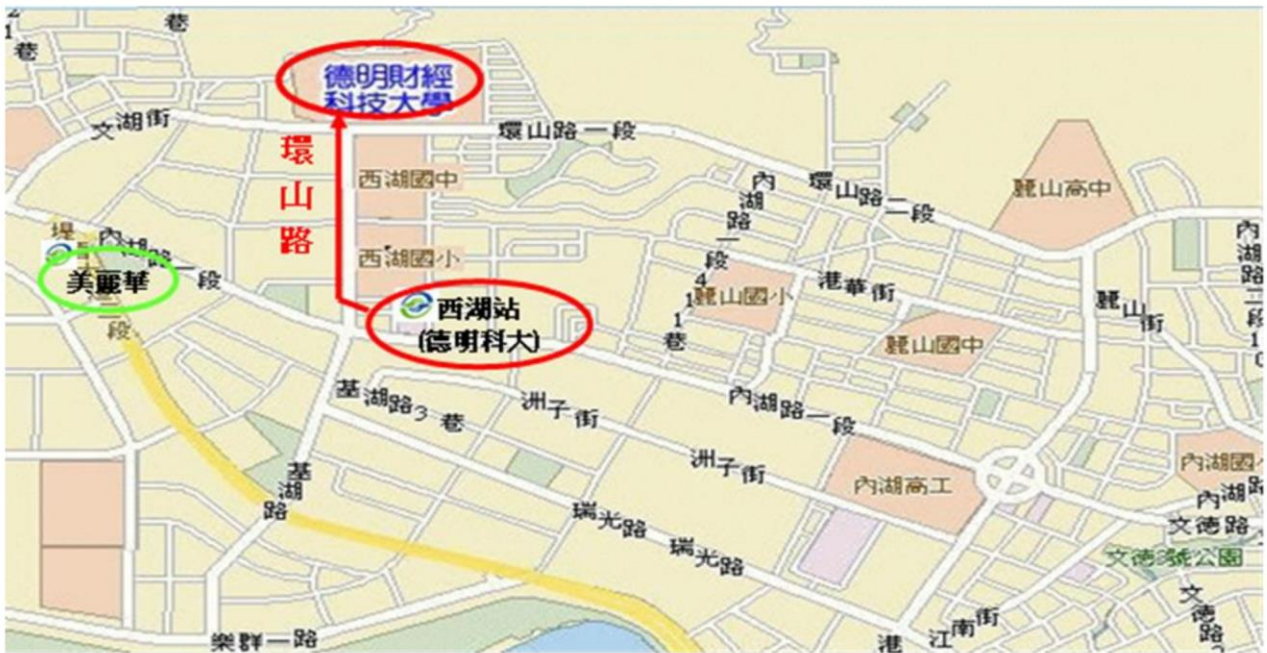 巷
巷
德明財經
科技大學
文湖街
環山路一段
環山路
西湖國中
內湖路一段411巷
環山路二段
麗山高中
西湖國小
內湖路一段
美麗華
段
西湖站
(德明科大)
麗山國小
港華街
麗山街
麗山國中
基湖路3巷
洲子街
內湖路一段
洲子街
內湖高工
內湖國
基湖路
瑞光路
瑞光路
文德路
文德3號公園
文德路
樂群一路
港
江南街